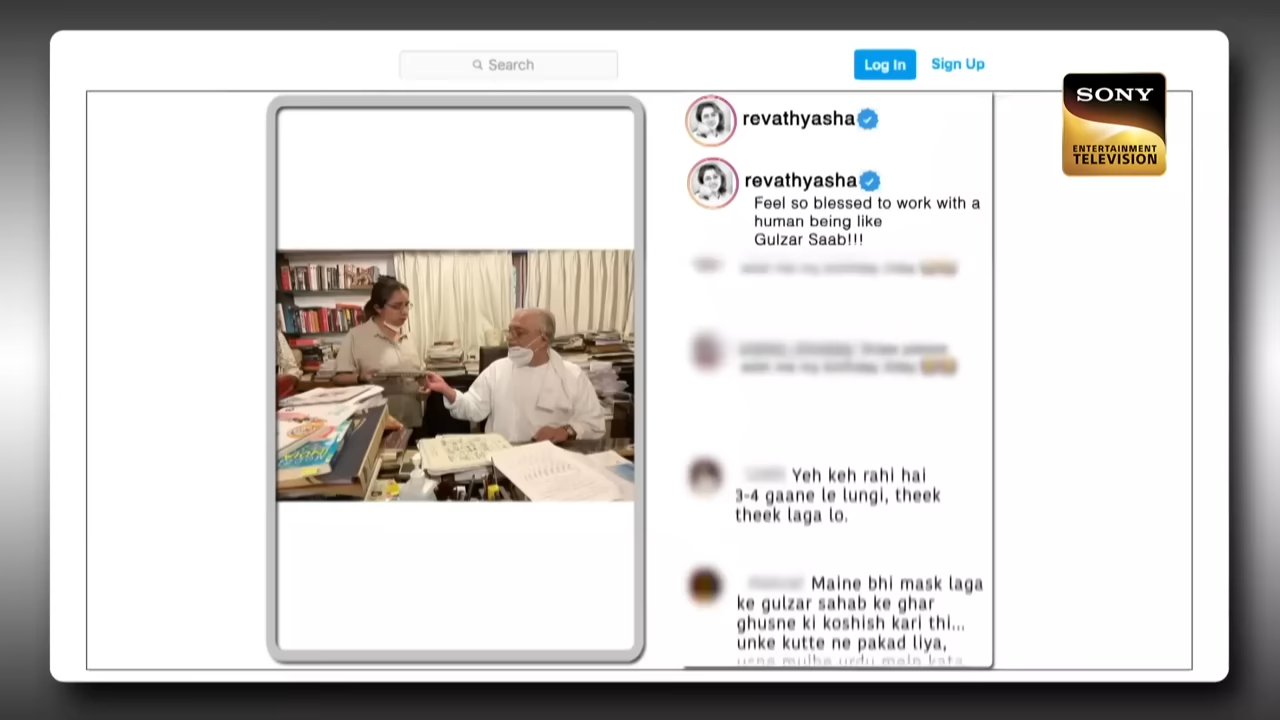 Search
Log In
Sign Up
SONY
ENTERTAINMENT
TELEVISION
revathyasha
revathyasha
Feel so blessed to work with a
human being like
Gulzar Saab!!!
Yeh keh rahi hai
3-4 gaane le lungi, theek
theek laga lo.
Maine bhi mask laga
ke gulzar sahab ke ghar
ghusne ki koshish kari thi...
unke kutte ne pakad liya,